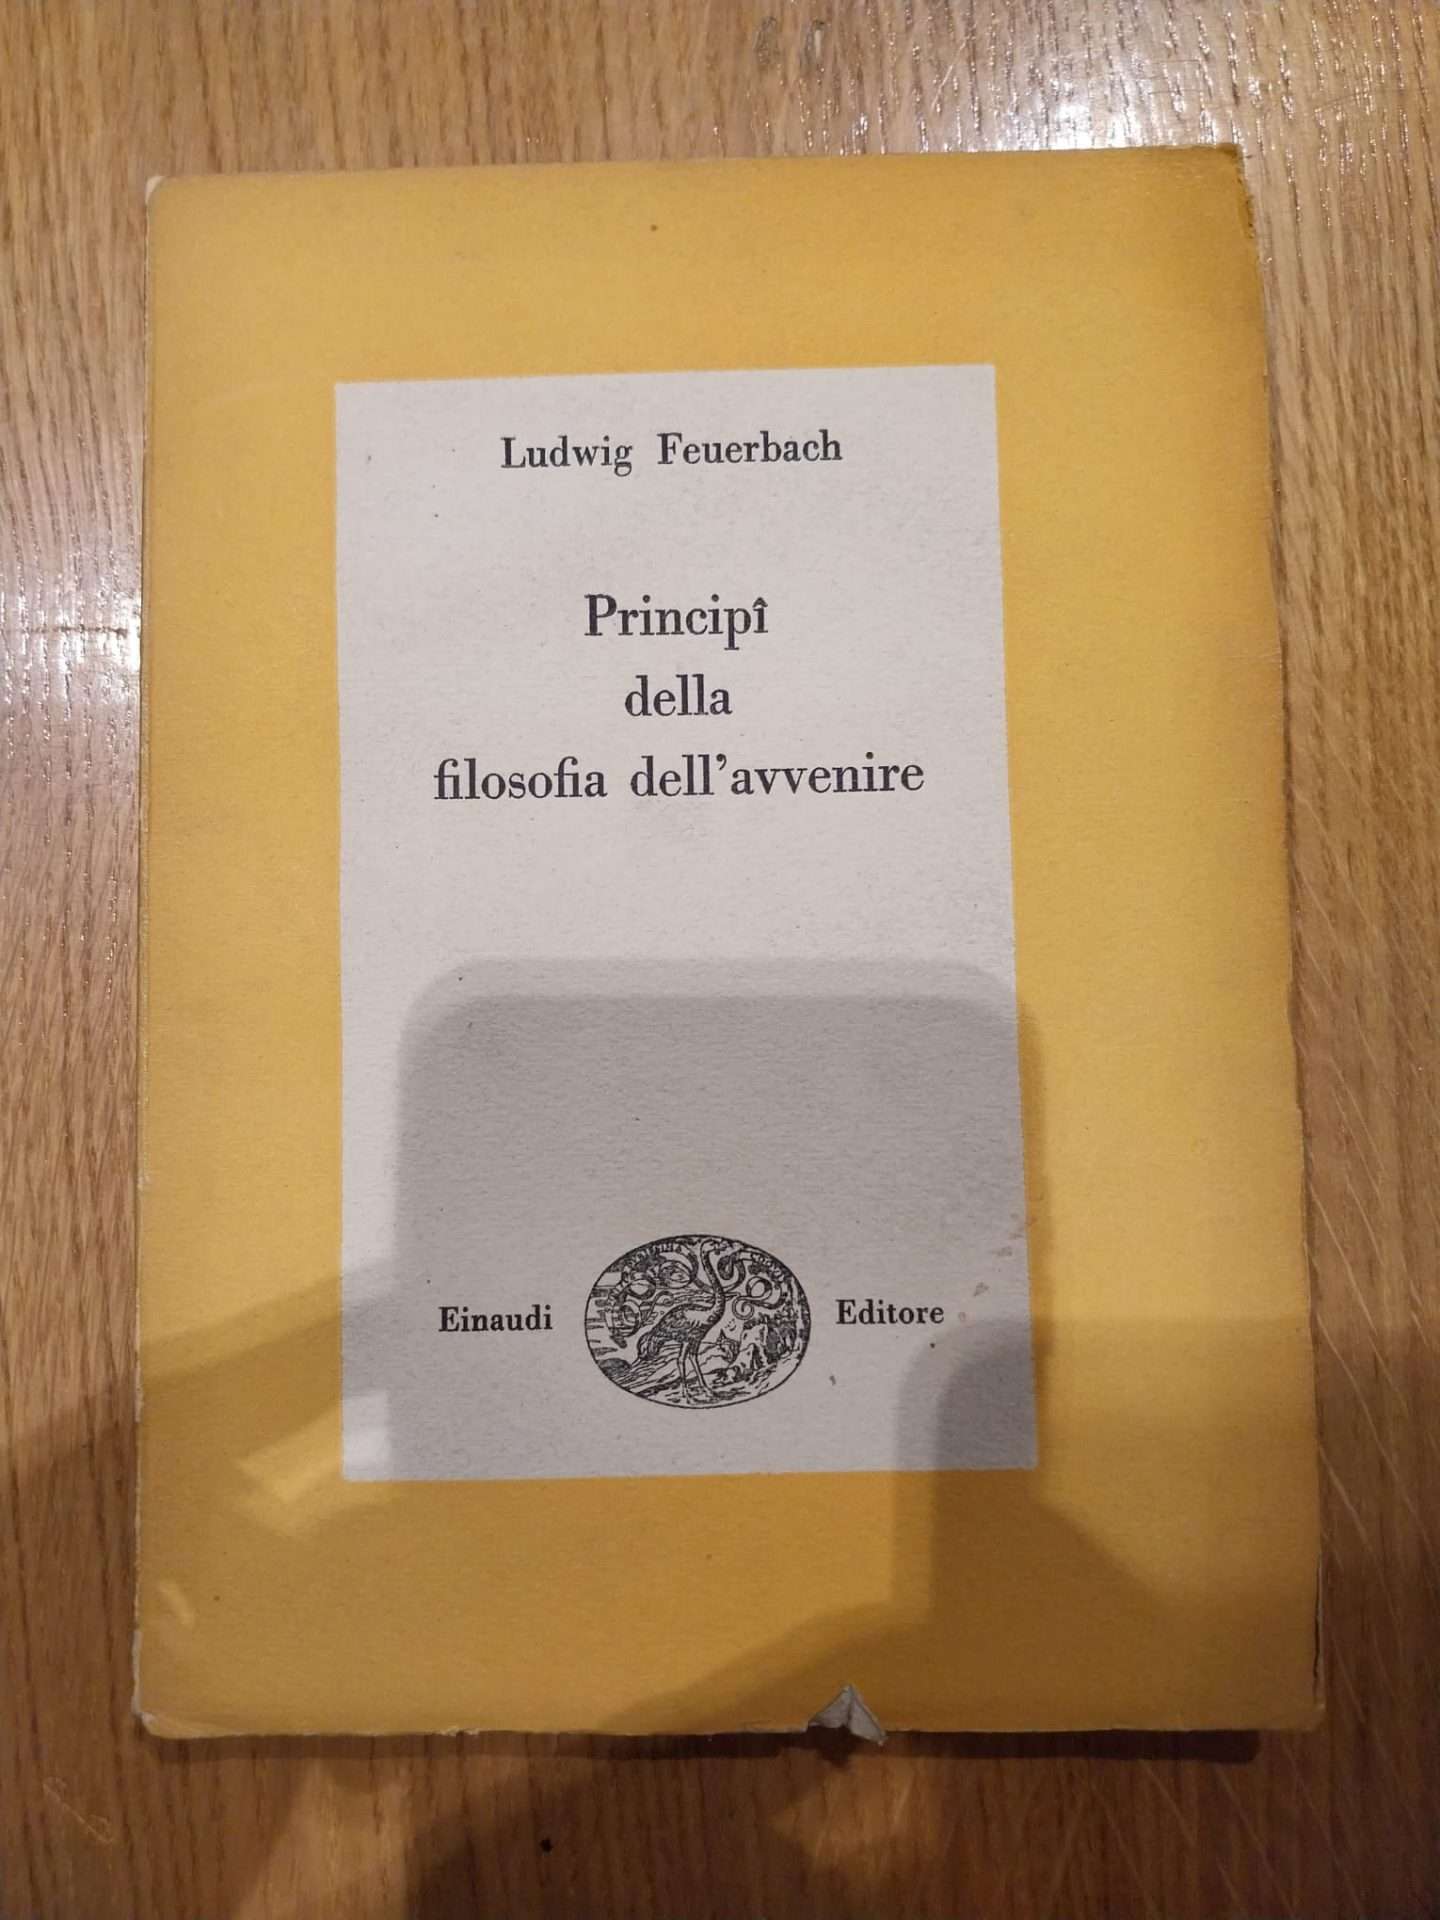 Ludwig Feuerbach
Principî
della
filosofia dell'avvenire
Einaudi Editore